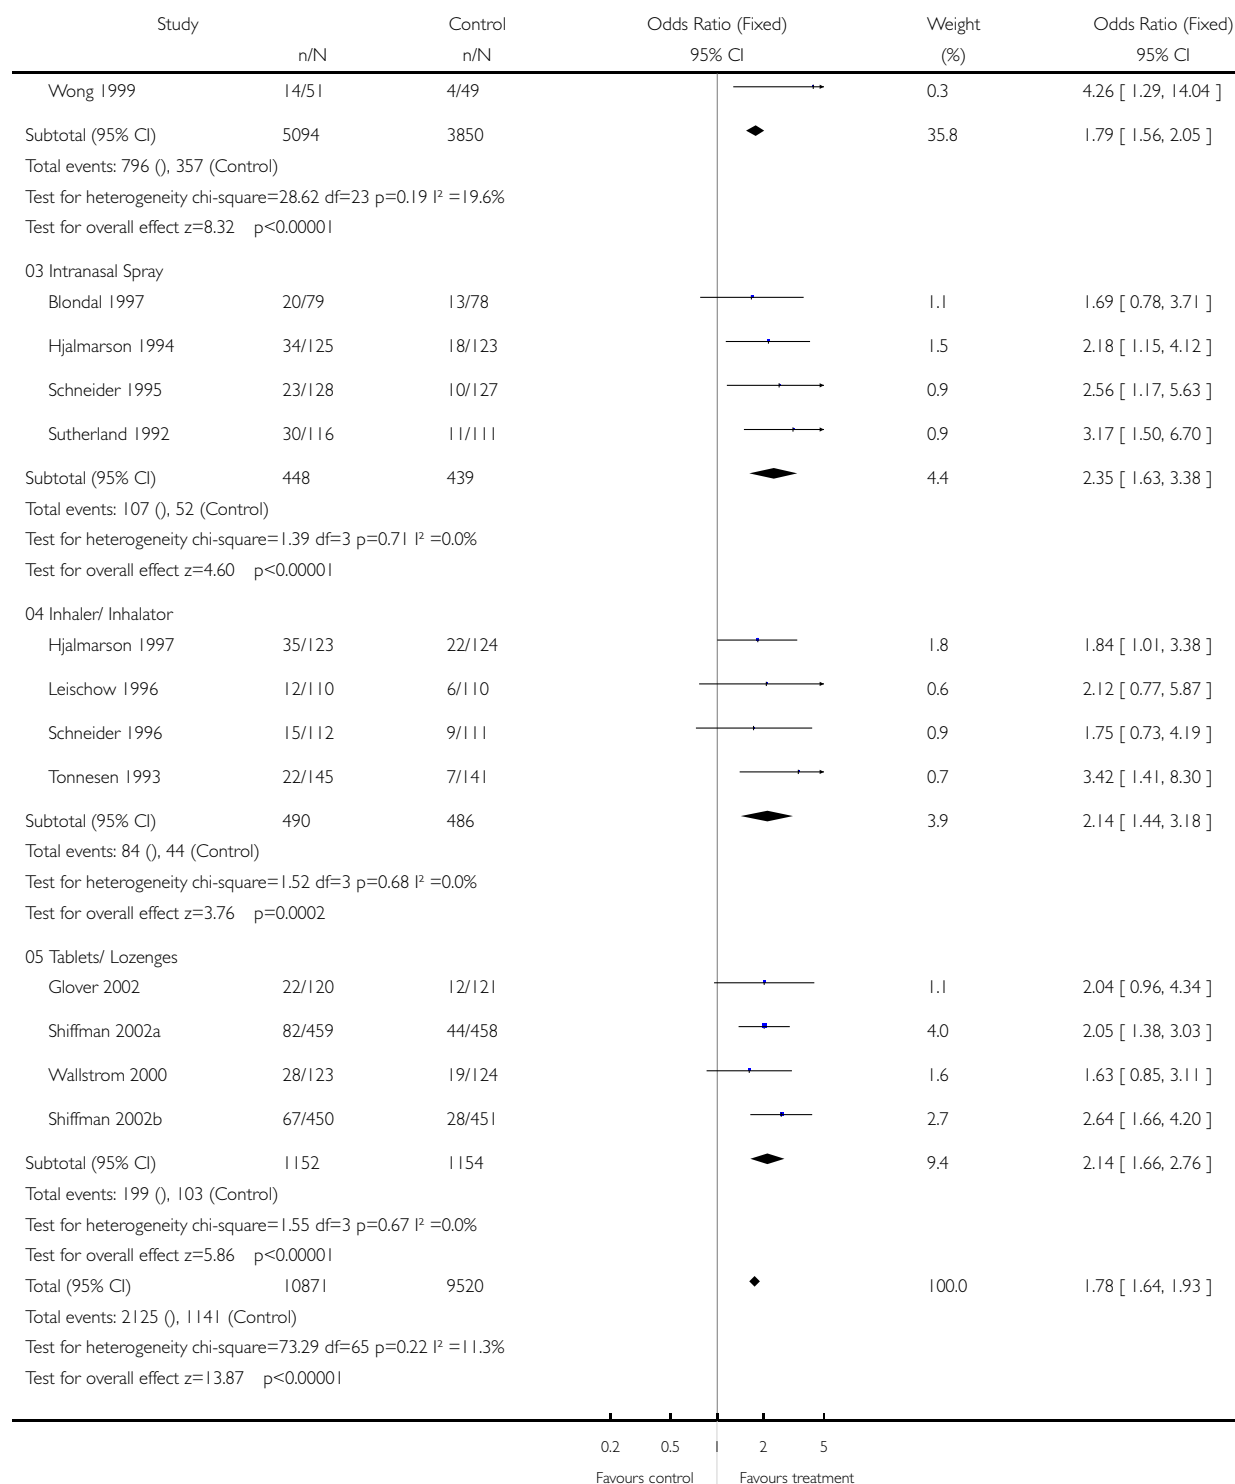 Study Control Odds Ratio (Fixed) Weight Odds Ratio (Fixed)
n/N n/N 95% CI (%) 95% CI
Wong 1999 14/51 4/49 0.3 4.26 [ 1.29, 14.04 ]
Subtotal (95% CI) 5094 3850 35.8 1.79 [ 1.56, 2.05 ]
Total events: 796 (), 357 (Control)
Test for heterogeneity chi-square=28.62 df=23 p=0.19 I² =19.6%
Test for overall effect z=8.32 p<0.00001
03 Intranasal Spray
Blondal 1997 20/79 13/78 1.1 1.69 [ 0.78, 3.71 ]
Hjalmarson 1994 34/125 18/123 1.5 2.18 [ 1.15, 4.12 ]
Schneider 1995 23/128 10/127 0.9 2.56 [ 1.17, 5.63 ]
Sutherland 1992 30/116 11/111 0.9 3.17 [ 1.50, 6.70 ]
Subtotal (95% CI) 448 439 4.4 2.35 [ 1.63, 3.38 ]
Total events: 107 (), 52 (Control)
Test for heterogeneity chi-square=1.39 df=3 p=0.71 I² =0.0%
Test for overall effect z=4.60 p<0.00001
04 Inhaler/ Inhalator
Hjalmarson 1997 35/123 22/124 1.8 1.84 [ 1.01, 3.38 ]
Leischow 1996 12/110 6/110 0.6 2.12 [ 0.77, 5.87 ]
Schneider 1996 15/112 9/111 0.9 1.75 [ 0.73, 4.19 ]
Tonnesen 1993 22/145 7/141 0.7 3.42 [ 1.41, 8.30 ]
Subtotal (95% CI) 490 486 3.9 2.14 [ 1.44, 3.18 ]
Total events: 84 (), 44 (Control)
Test for heterogeneity chi-square=1.52 df=3 p=0.68 I² =0.0%
Test for overall effect z=3.76 p=0.0002
05 Tablets/ Lozenges
Glover 2002 22/120 12/121 1.1 2.04 [ 0.96, 4.34 ]
Shiffman 2002a 82/459 44/458 4.0 2.05 [ 1.38, 3.03 ]
Wallstrom 2000 28/123 19/124 1.6 1.63 [ 0.85, 3.11 ]
Shiffman 2002b 67/450 28/451 2.7 2.64 [ 1.66, 4.20 ]
Subtotal (95% CI) 1152 1154 9.4 2.14 [ 1.66, 2.76 ]
Total events: 199 (), 103 (Control)
Test for heterogeneity chi-square=1.55 df=3 p=0.67 I² =0.0%
Test for overall effect z=5.86 p<0.00001
Total (95% CI) 10871 9520 100.0 1.78 [ 1.64, 1.93 ]
Total events: 2125 (), 1141 (Control)
Test for heterogeneity chi-square=73.29 df=65 p=0.22 I² =11.3%
Test for overall effect z=13.87 p<0.00001
0.2 0.5 1 2 5
Favours control Favours treatment